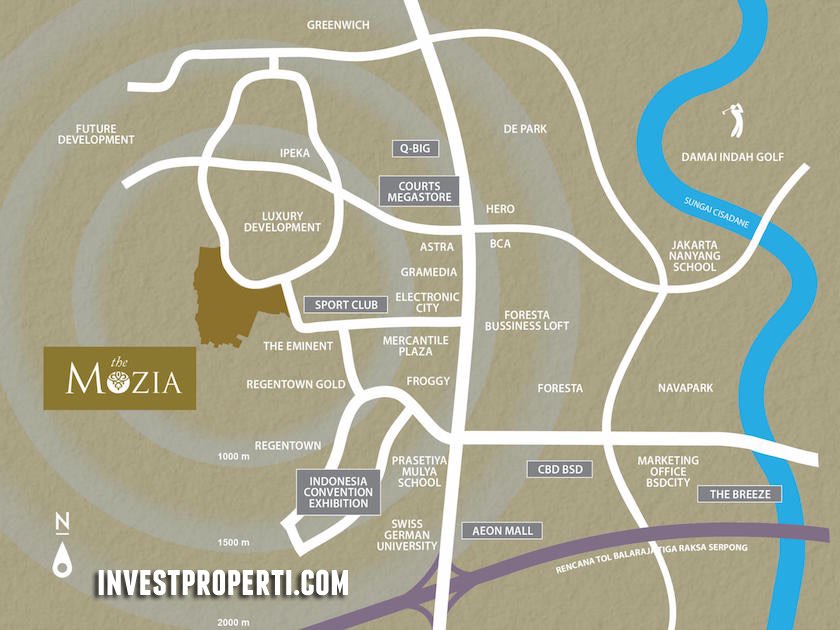 GREENWICH
FUTURE
DEVELOPMENT
IPEKA
Q-BIG
DE PARK
DAMAI INDAH GOLF
COURTS
MEGASTORE
LUXURY
DEVELOPMENT
HERO
SUNGAI CISADANE
ASTRA
BCA
JAKARTA
NANYANG
SCHOOL
GRAMEDIA
SPORT CLUB
ELECTRONIC
CITY
FORESTA
BUSSINESS LOFT
THE EMINENT
MERCANTILE
PLAZA
the
MOZIA
REGENTOWN GOLD
FROGGY
FORESTA
NAVAPARK
REGENTOWN
1000 m
PRASETIYA
MULYA
SCHOOL
CBD BSD
MARKETING
OFFICE
BSDCITY
INDONESIA
CONVENTION
EXHIBITION
THE BREEZE
N
SWISS
GERMAN
UNIVERSITY
AEON MALL
1500 m
RENCANA TOL BALARAJA TIGA RAKSA SERPONG
INVESTPROPERTI.COM
2000 m